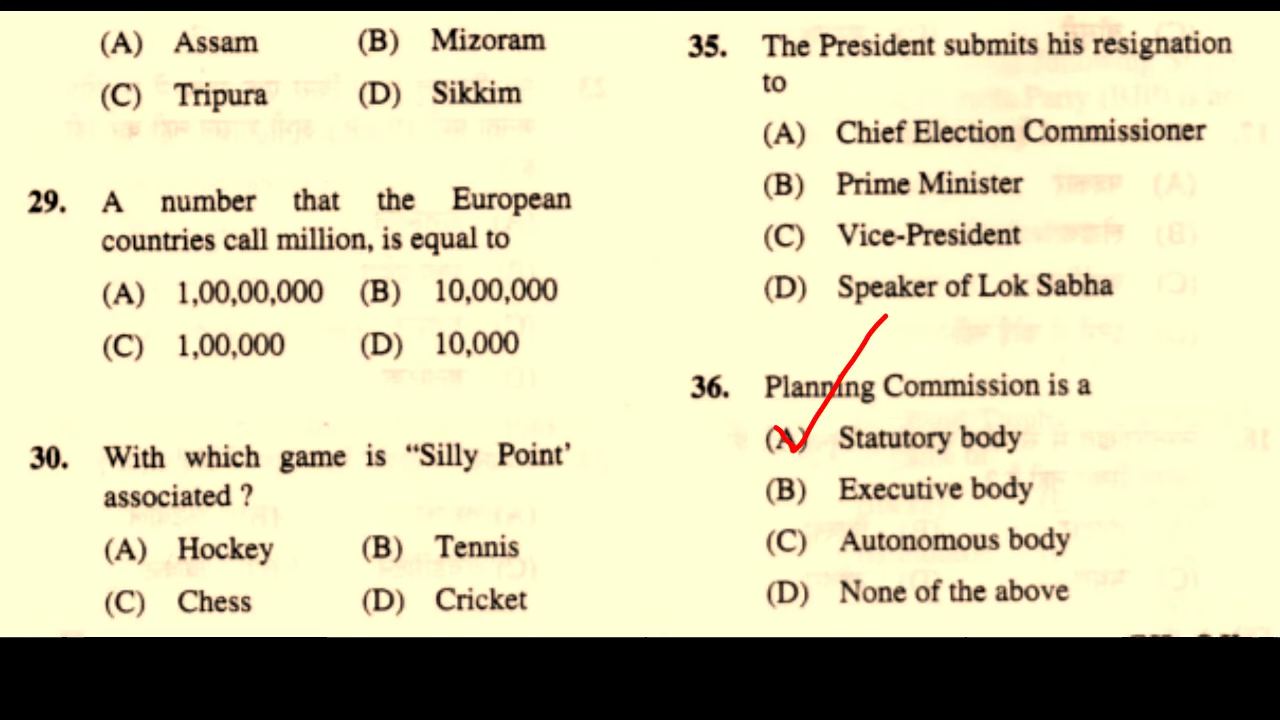 (A) Assam (B) Mizoram
(C) Tripura (D) Sikkim
29. A number that the European
countries call million, is equal to
(A) 1,00,00,000 (B) 10,00,000
(C) 1,00,000 (D) 10,000
30. With which game is “Silly Point’
associated ?
(A) Hockey (B) Tennis
(C) Chess (D) Cricket
35. The President submits his resignation
to
(A) Chief Election Commissioner
(B) Prime Minister
(C) Vice-President
(D) Speaker of Lok Sabha
36. Planning Commission is a
(A) Statutory body
(B) Executive body
(C) Autonomous body
(D) None of the above